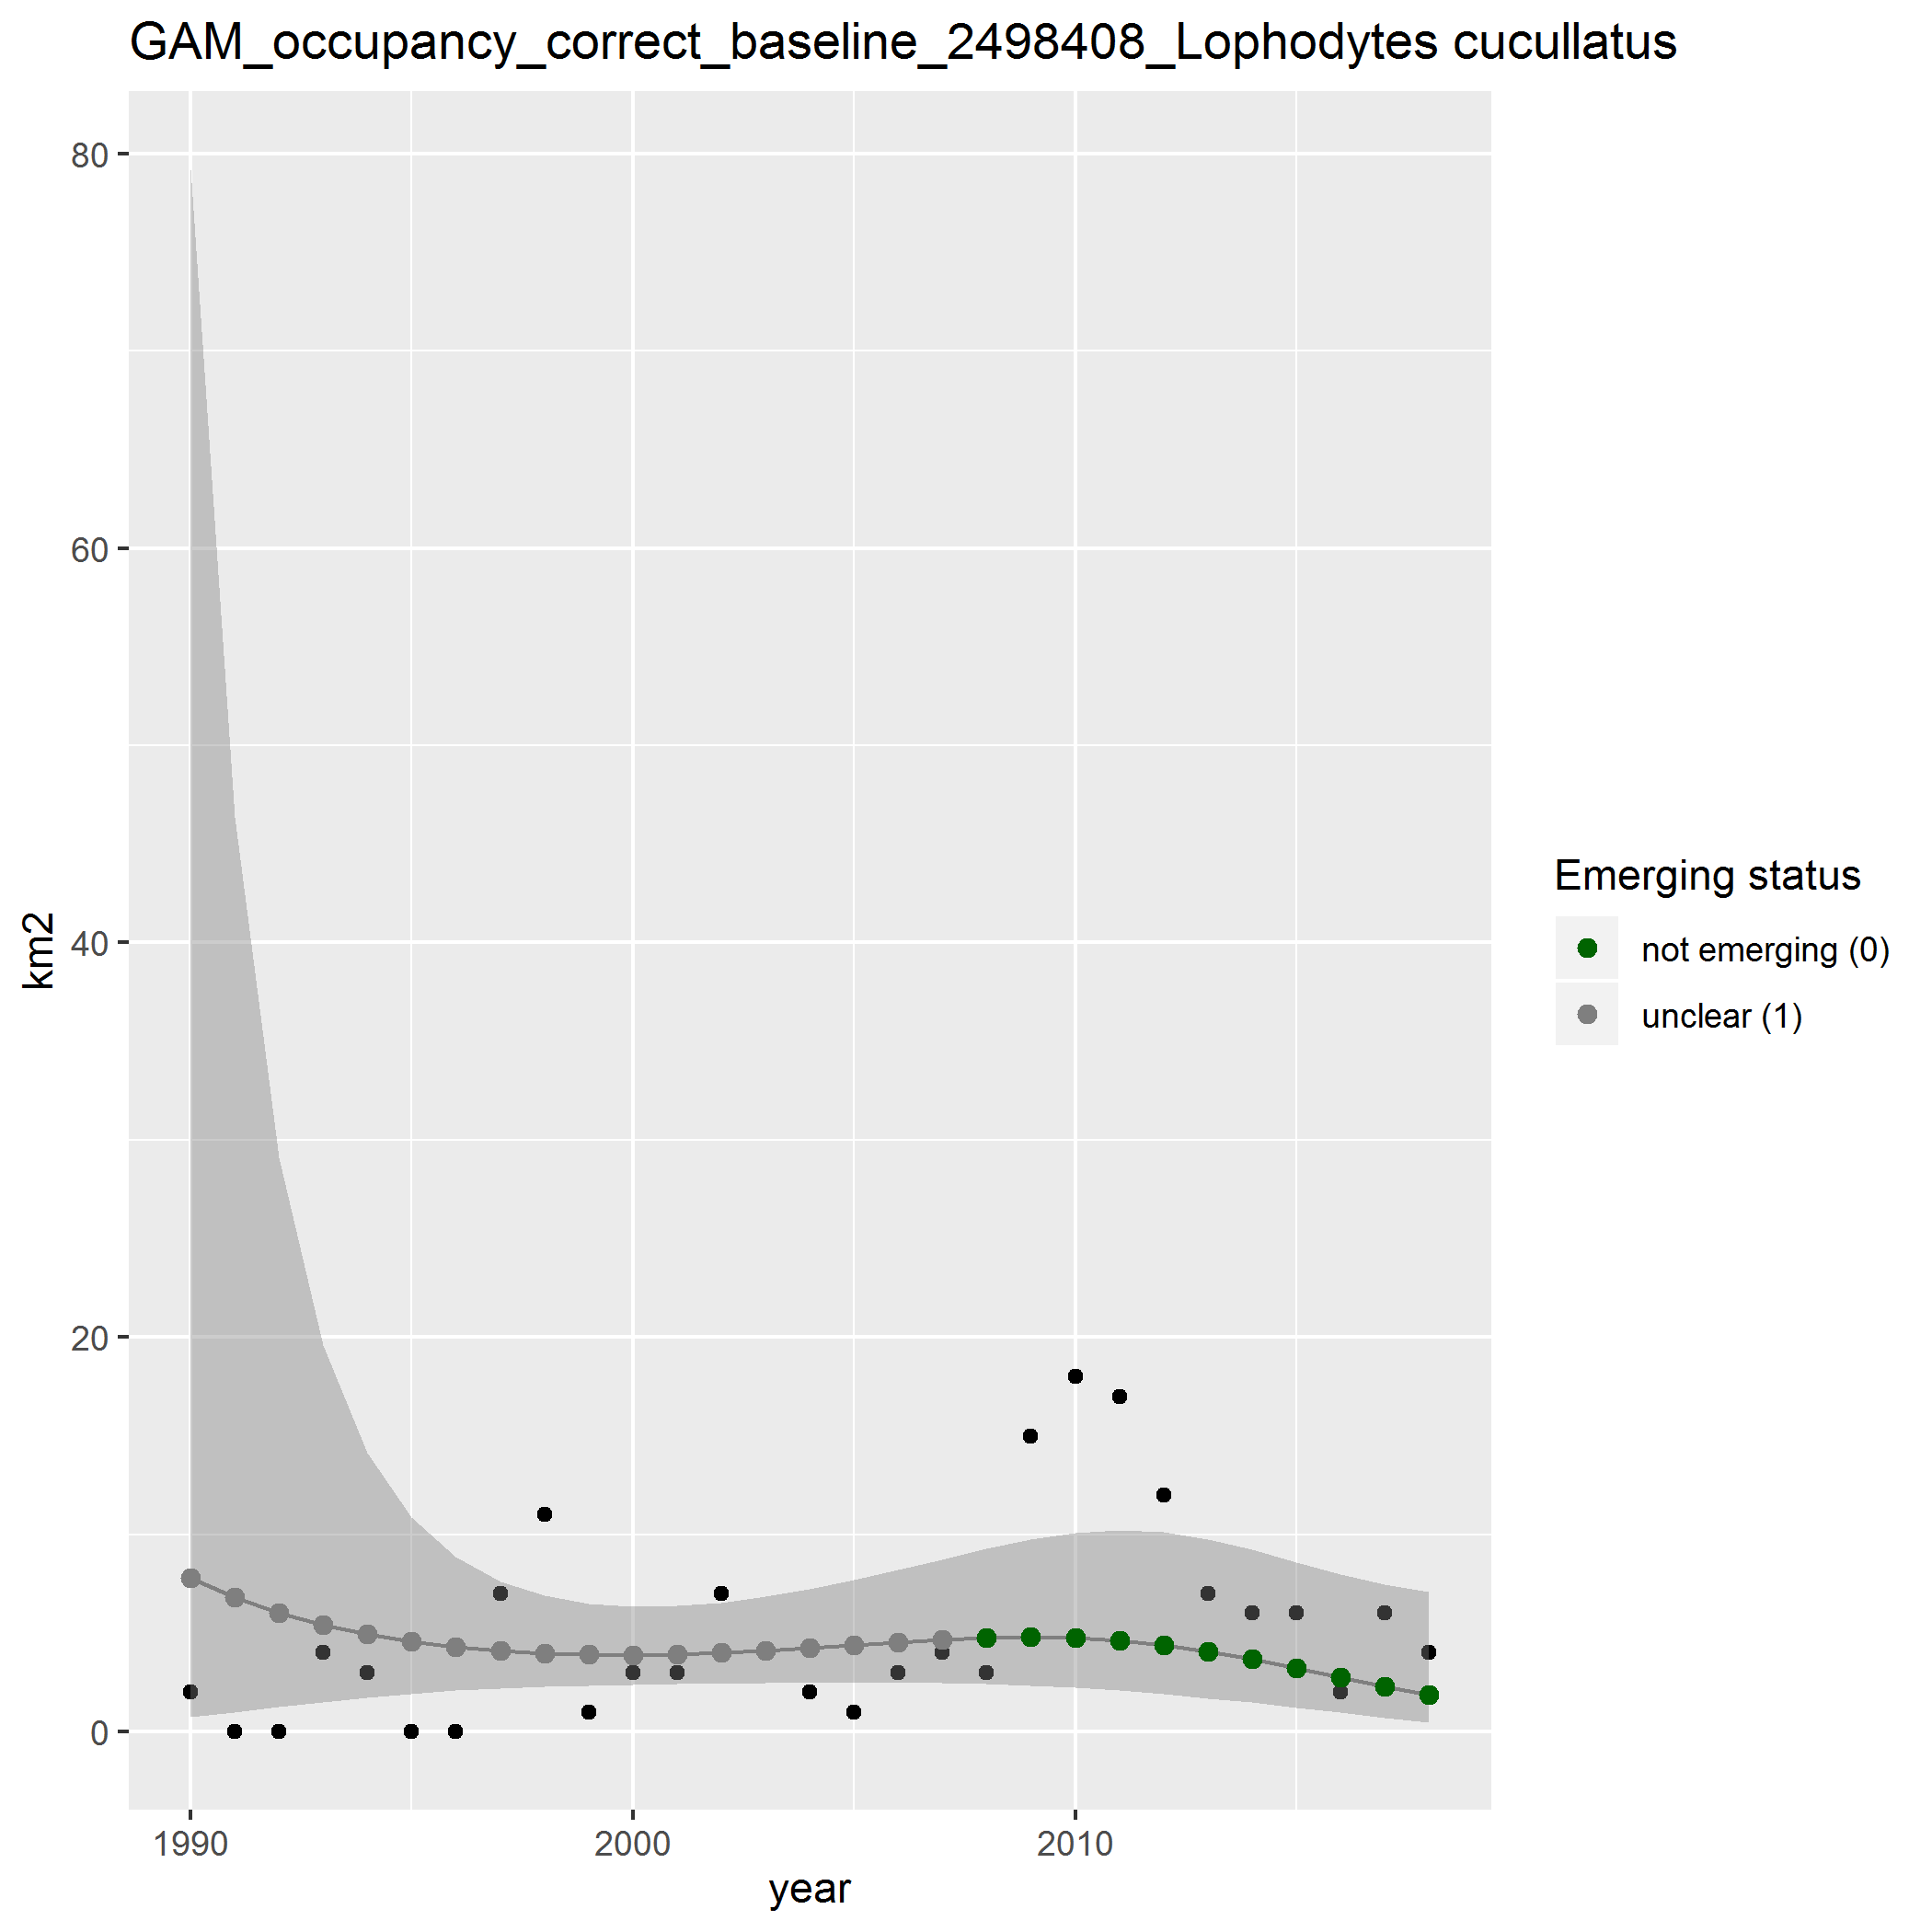 GAM_occupancy_correct_baseline_2498408_Lophodytes cucullatus
80
60
40
20
0
km2
1990
2000
2010
year
Emerging status
not emerging (0)
unclear (1)